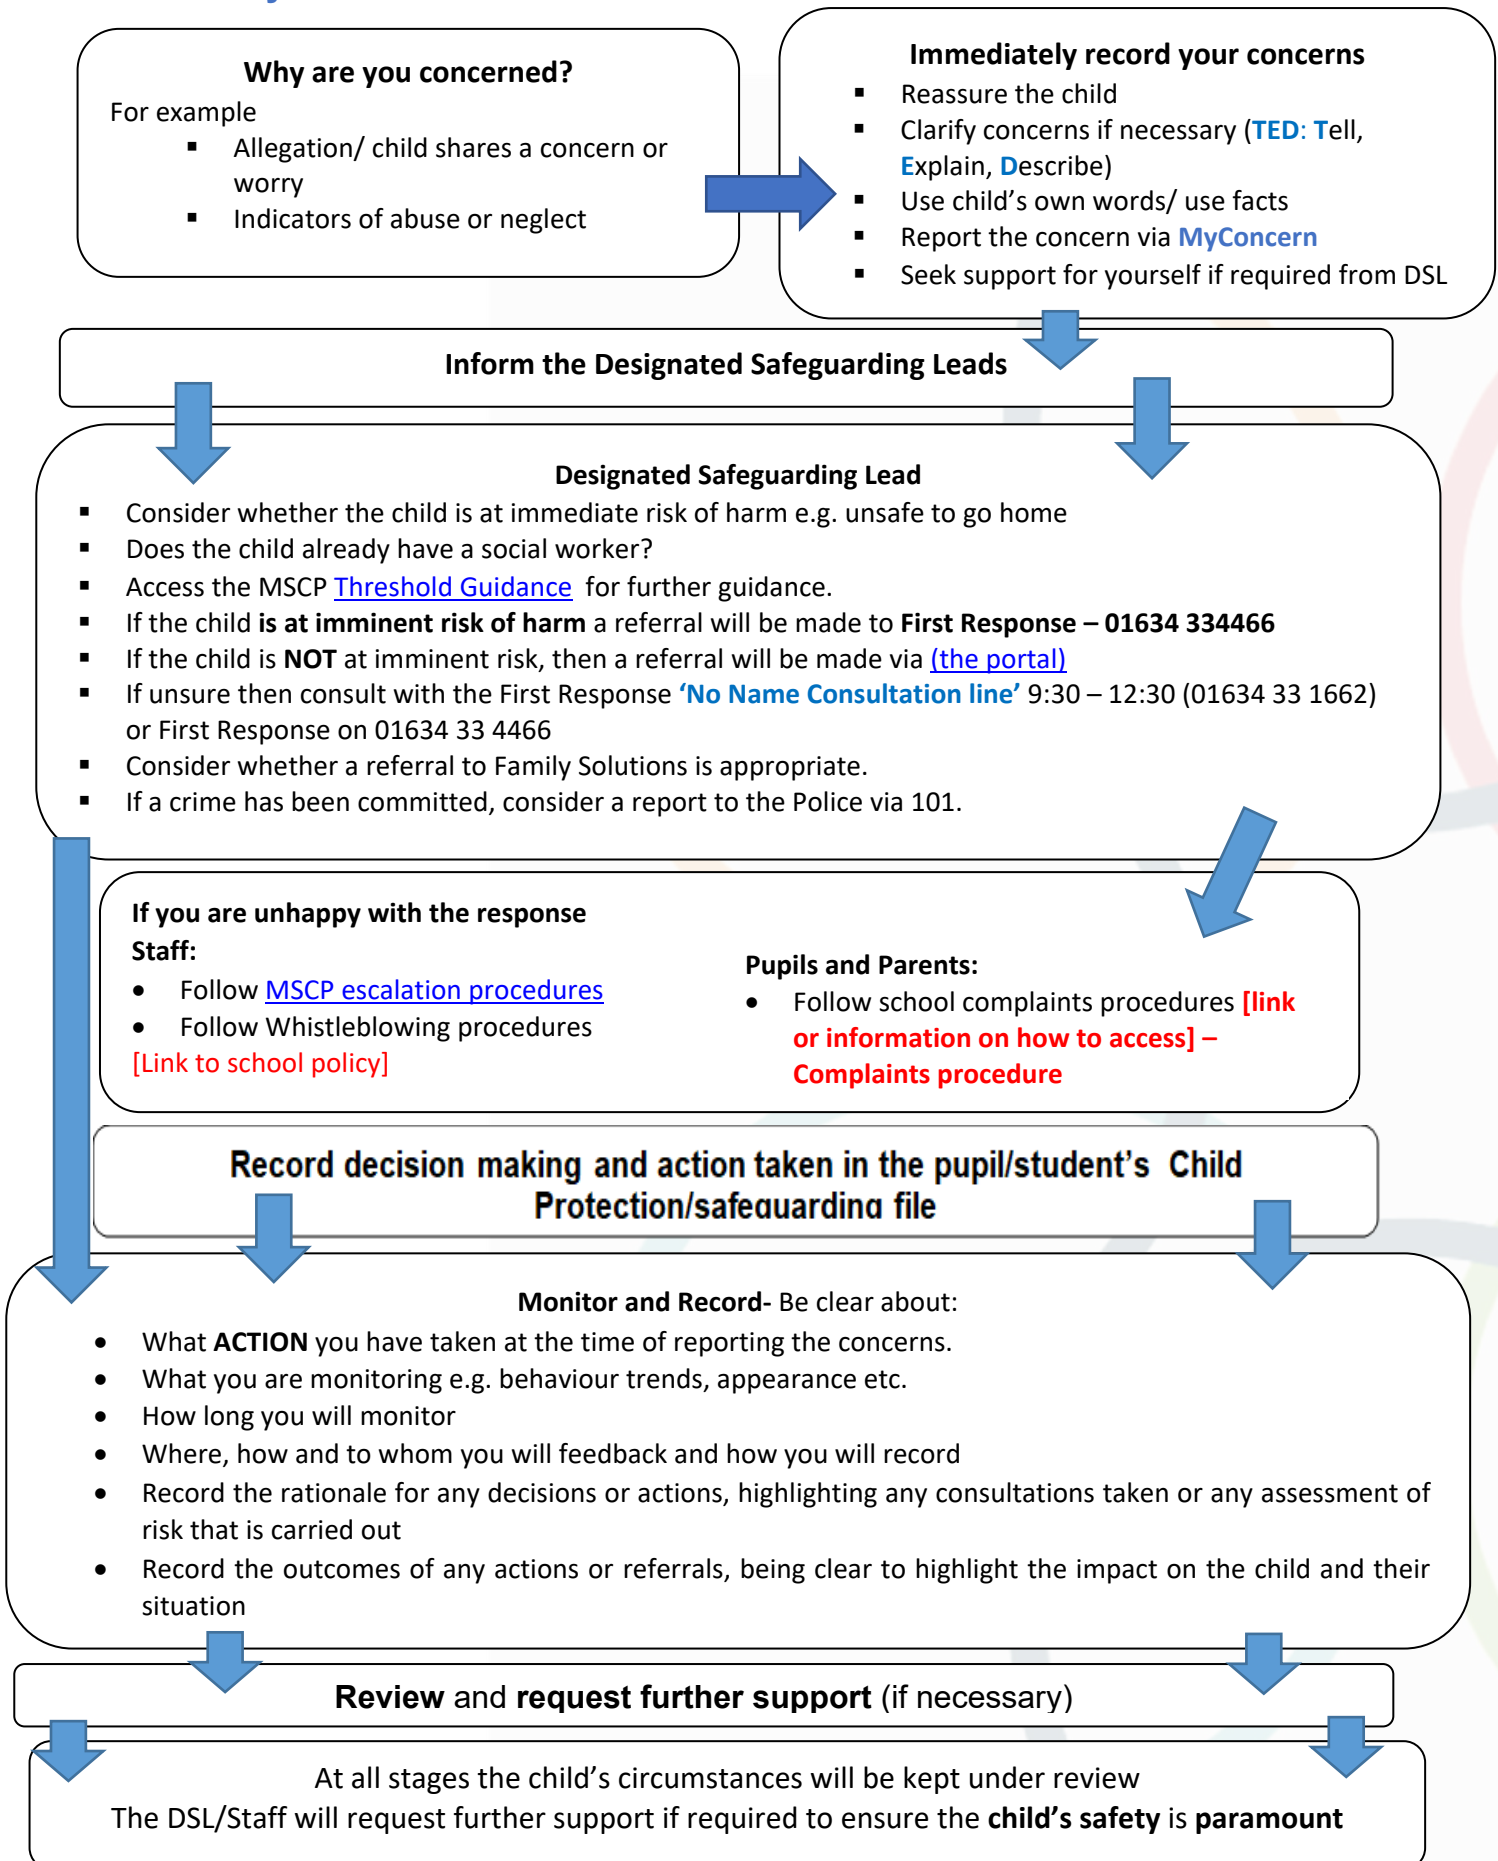 Why are you concerned?
For example
▪ Allegation/ child shares a concern or
worry
▪ Indicators of abuse or neglect
Immediately record your concerns
▪ Reassure the child
▪ Clarify concerns if necessary (TED: Tell,
Explain, Describe)
▪ Use child’s own words/ use facts
▪ Report the concern via MyConcern
▪ Seek support for yourself if required from DSL
Inform the Designated Safeguarding Leads
Designated Safeguarding Lead
▪ Consider whether the child is at immediate risk of harm e.g. unsafe to go home
▪ Does the child already have a social worker?
▪ Access the MSCP Threshold Guidance for further guidance.
▪ If the child is at imminent risk of harm a referral will be made to First Response – 01634 334466
▪ If the child is NOT at imminent risk, then a referral will be made via (the portal)
▪ If unsure then consult with the First Response ‘No Name Consultation line’ 9:30 – 12:30 (01634 33 1662)
or First Response on 01634 33 4466
▪ Consider whether a referral to Family Solutions is appropriate.
▪ If a crime has been committed, consider a report to the Police via 101.
If you are unhappy with the response
Staff:
• Follow MSCP escalation procedures
• Follow Whistleblowing procedures
[Link to school policy]
Pupils and Parents:
• Follow school complaints procedures [link
or information on how to access] –
Complaints procedure
Record decision making and action taken in the pupil/student’s Child
Protection/safeguarding file
Monitor and Record- Be clear about:
• What ACTION you have taken at the time of reporting the concerns.
• What you are monitoring e.g. behaviour trends, appearance etc.
• How long you will monitor
• Where, how and to whom you will feedback and how you will record
• Record the rationale for any decisions or actions, highlighting any consultations taken or any assessment of
risk that is carried out
• Record the outcomes of any actions or referrals, being clear to highlight the impact on the child and their
situation
Review and request further support (if necessary)
At all stages the child’s circumstances will be kept under review
The DSL/Staff will request further support if required to ensure the child’s safety is paramount